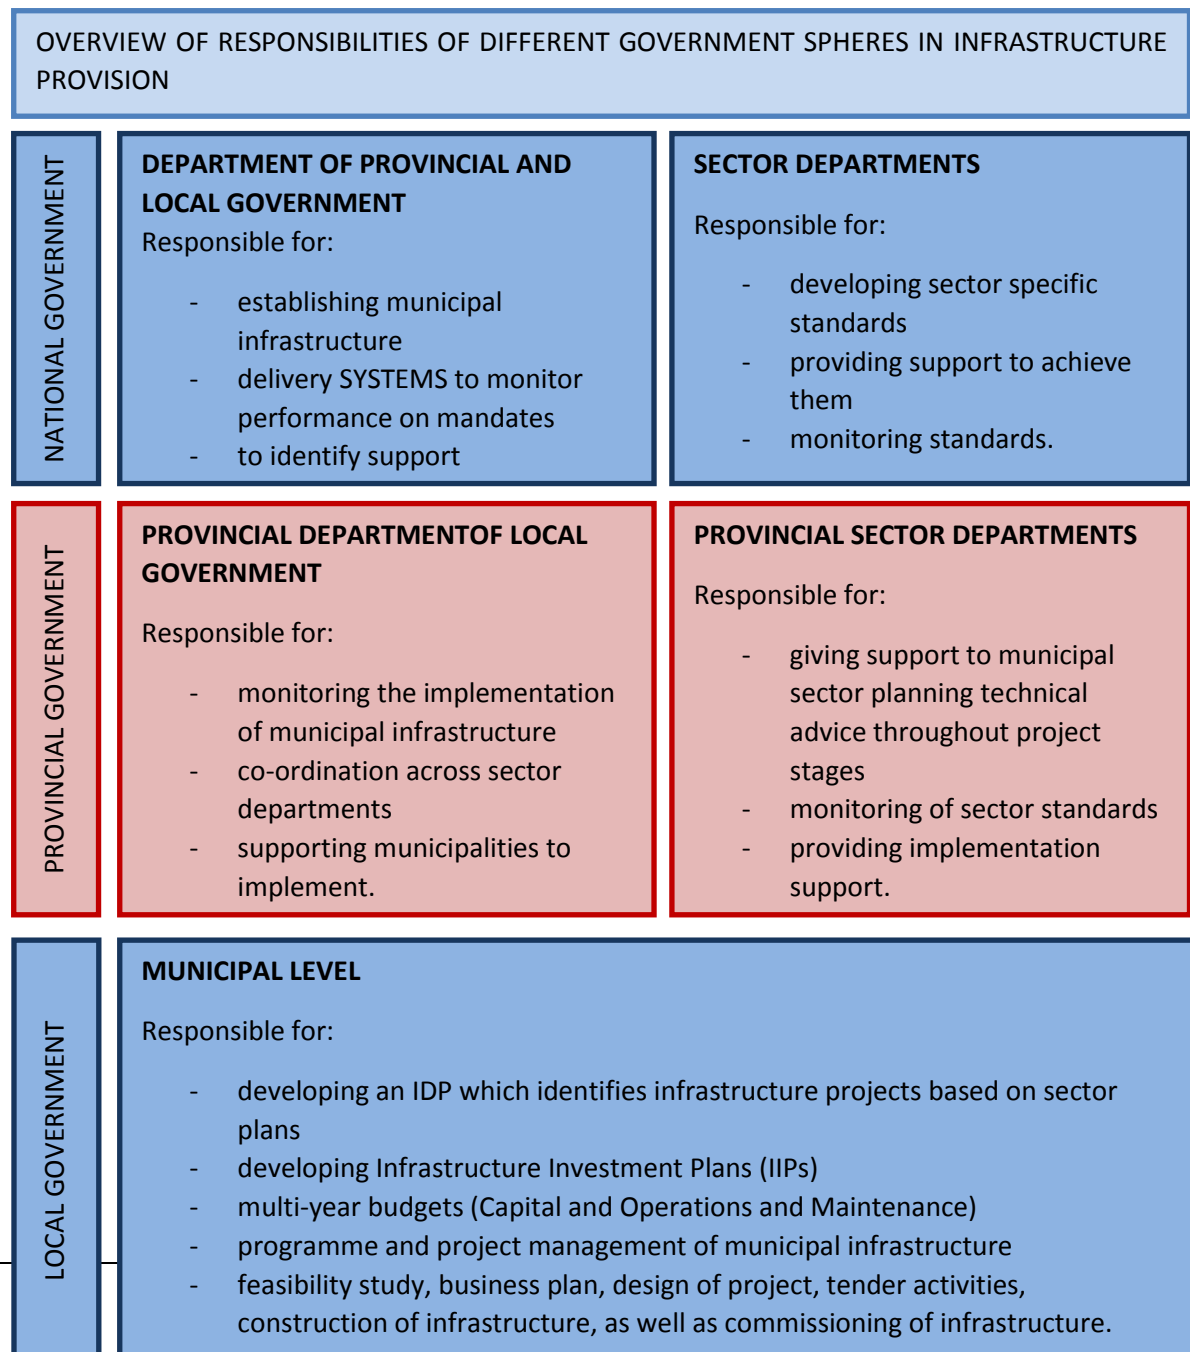 OVERVIEW OF RESPONSIBILITIES OF DIFFERENT GOVERNMENT SPHERES IN INFRASTRUCTURE
PROVISION
NATIONAL GOVERNMENT
DEPARTMENT OF PROVINCIAL AND
LOCAL GOVERNMENT
Responsible for:
- establishing municipal
infrastructure
- delivery SYSTEMS to monitor
performance on mandates
- to identify support
SECTOR DEPARTMENTS
Responsible for:
- developing sector specific
standards
- providing support to achieve
them
- monitoring standards.
PROVINCIAL GOVERNMENT
PROVINCIAL DEPARTMENTOF LOCAL
GOVERNMENT
Responsible for:
- monitoring the implementation
of municipal infrastructure
- co-ordination across sector
departments
- supporting municipalities to
implement.
PROVINCIAL SECTOR DEPARTMENTS
Responsible for:
- giving support to municipal
sector planning technical
advice throughout project
stages
- monitoring of sector standards
- providing implementation
support.
LOCAL GOVERNMENT
MUNICIPAL LEVEL
Responsible for:
- developing an IDP which identifies infrastructure projects based on sector
plans
- developing Infrastructure Investment Plans (IIPs)
- multi-year budgets (Capital and Operations and Maintenance)
- programme and project management of municipal infrastructure
- feasibility study, business plan, design of project, tender activities,
construction of infrastructure, as well as commissioning of infrastructure.